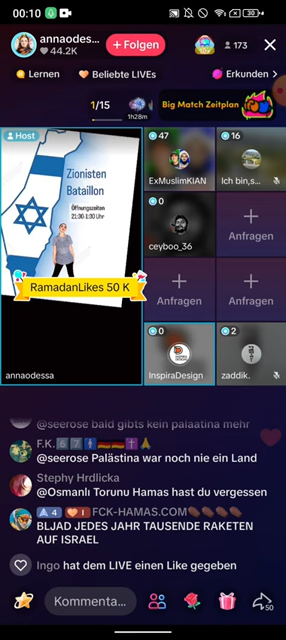 00:10
annaodes...
44.2K
+ Folgen
173
Lernen
Beliebte LIVEs
Erkunden >
1/15
1h28m
Big Match Zeitplan
Host
Zionisten
Bataillon
Öffnungszeiten
21:30-1:30 Uhr
RamadanLikes 50 K
annaodessa
47
ExMuslimKIAN
16
Ich bin,s...
0
ceyboo_36
Anfragen
Anfragen
Anfragen
Anfragen
0
InspiraDesign
2
zaddik.
@seerose bald gibts kein palaatina mehr
F.K.
@seerose Palästina war noch nie ein Land
Stephy Hrdlicka
@Osmanlı Torunu Hamas hast du vergessen
4 1 FCK-HAMAS.COM
BLJAD JEDES JAHR TAUSENDE RAKETEN
AUF ISRAEL
Ingo hat dem LIVE einen Like gegeben
Kommenta...
50